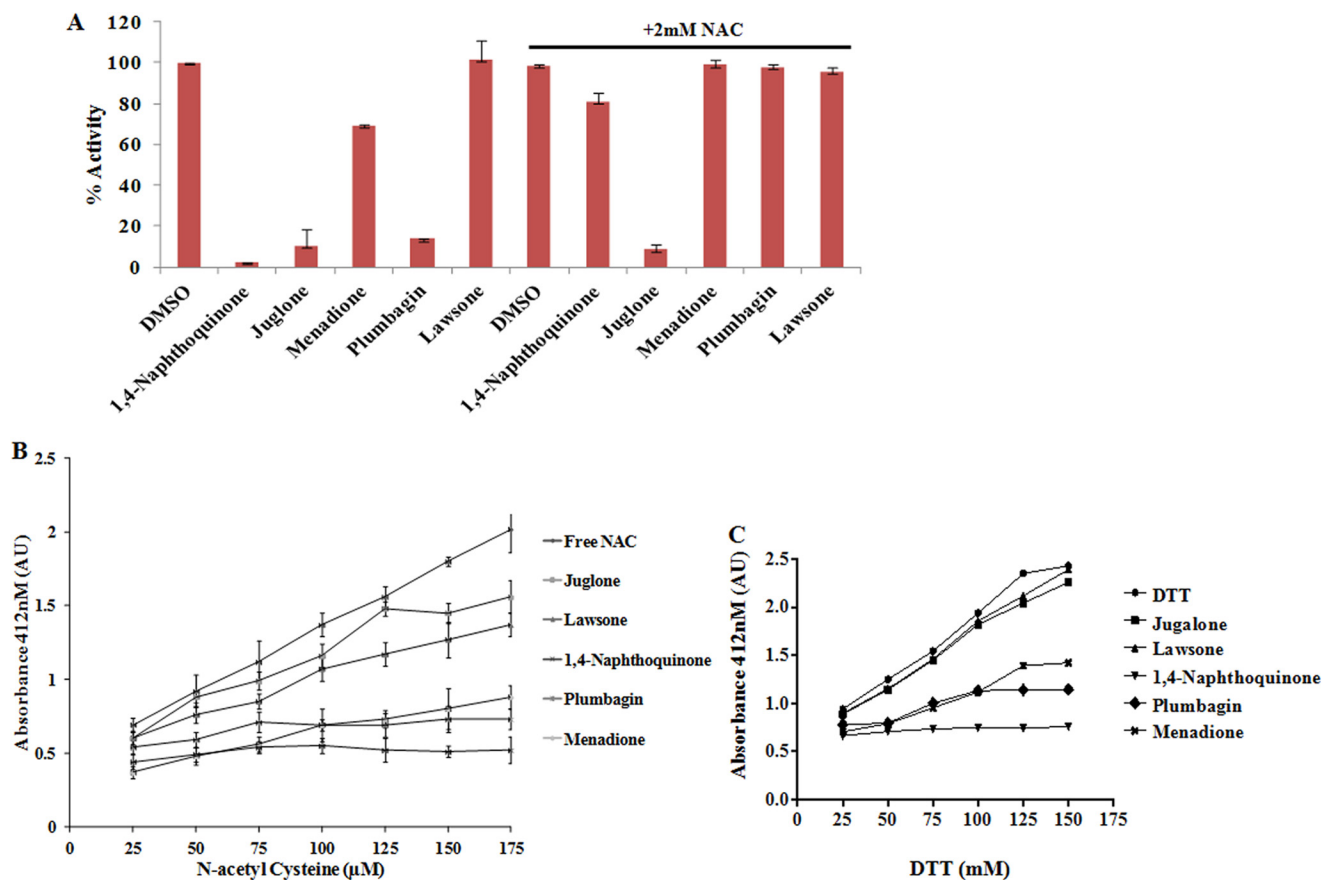 A
+2mM NAC
120
100
80
60
40
20
0
% Activity
DMSO
1,4-Naphthoquinone
Juglone
Menadione
Plumbagin
Lawsone
DMSO
1,4-Naphthoquinone
Juglone
Menadione
Plumbagin
Lawsone
B
2.5
2
1.5
1
0.5
0
Absorbance 412nM (AU)
0
25
50
75
100
125
150
175
N-acetyl Cysteine (µM)
Free NAC
Juglone
Lawsone
1,4-Naphthoquinone
Plumbagin
Menadione
C
2.5
2.0
1.5
1.0
0.5
0.0
Absorbance 412nM (AU)
0
25
50
75
100
125
150
175
DTT (mM)
DTT
Jugalone
Lawsone
1,4-Naphthoquinone
Plumbagin
Menadione